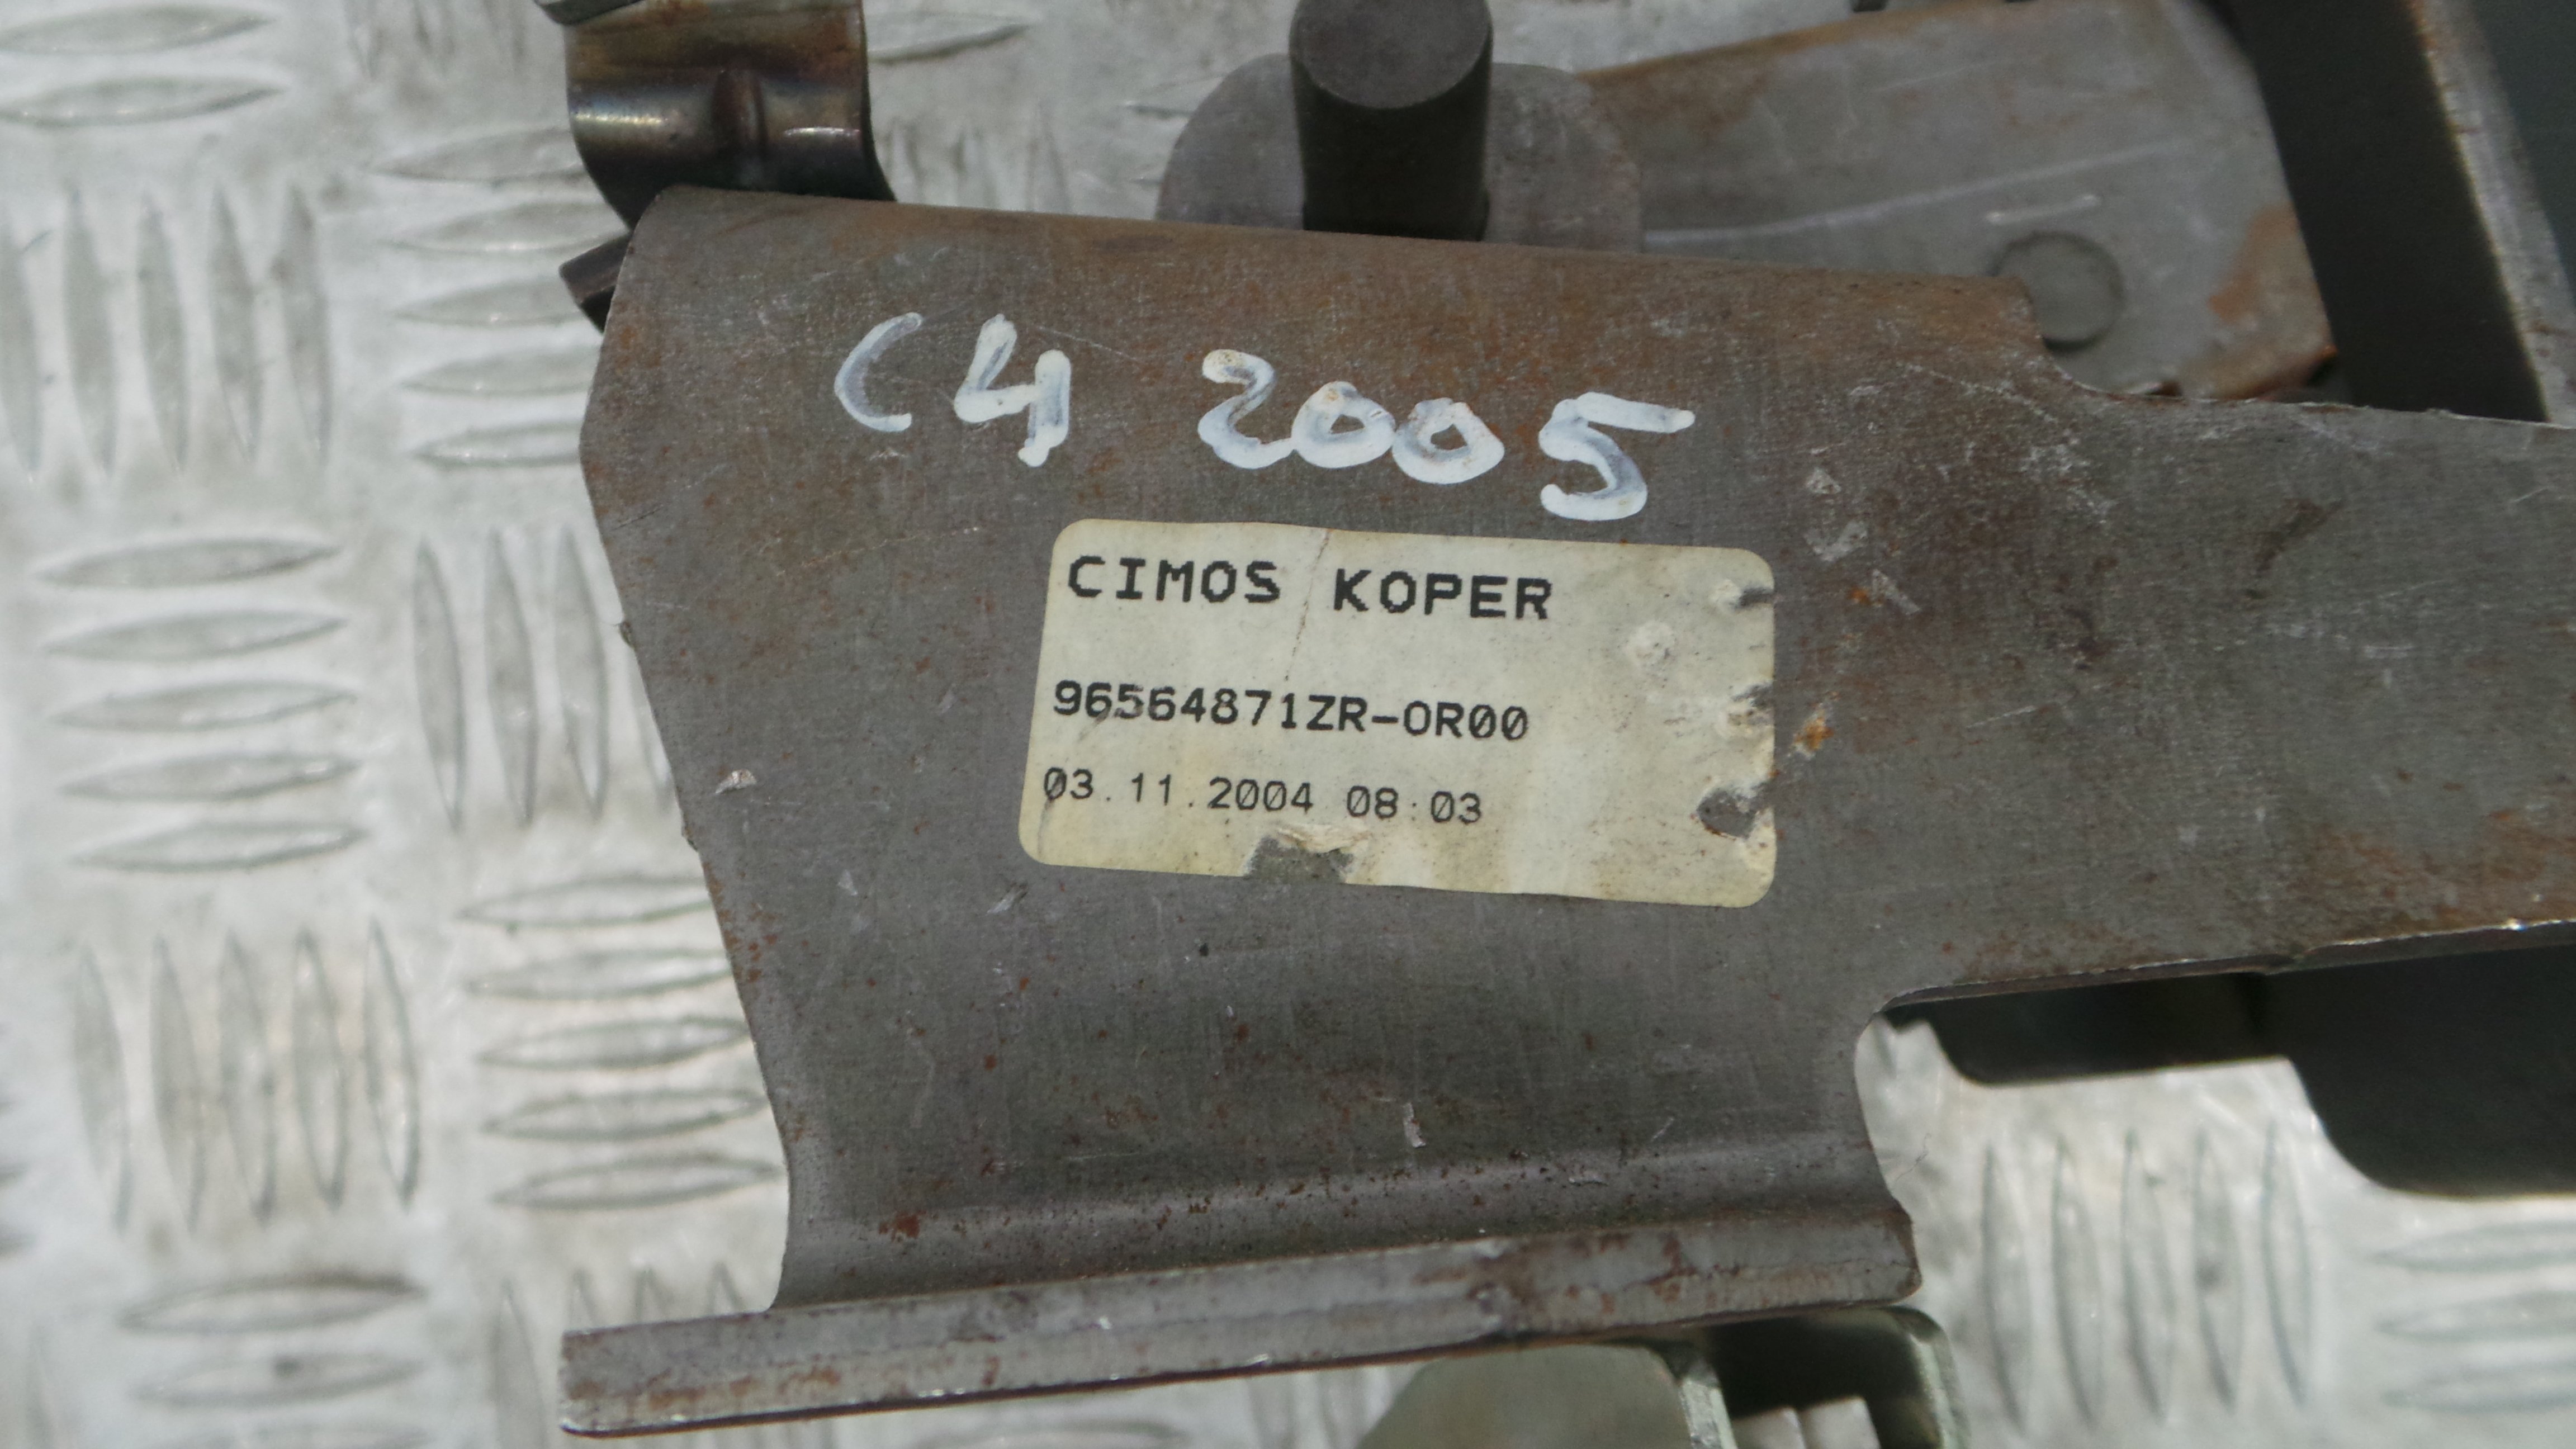 C4 2005
CIMOS KOPER
96564871ZR-0R00
03.11.2004 08:03